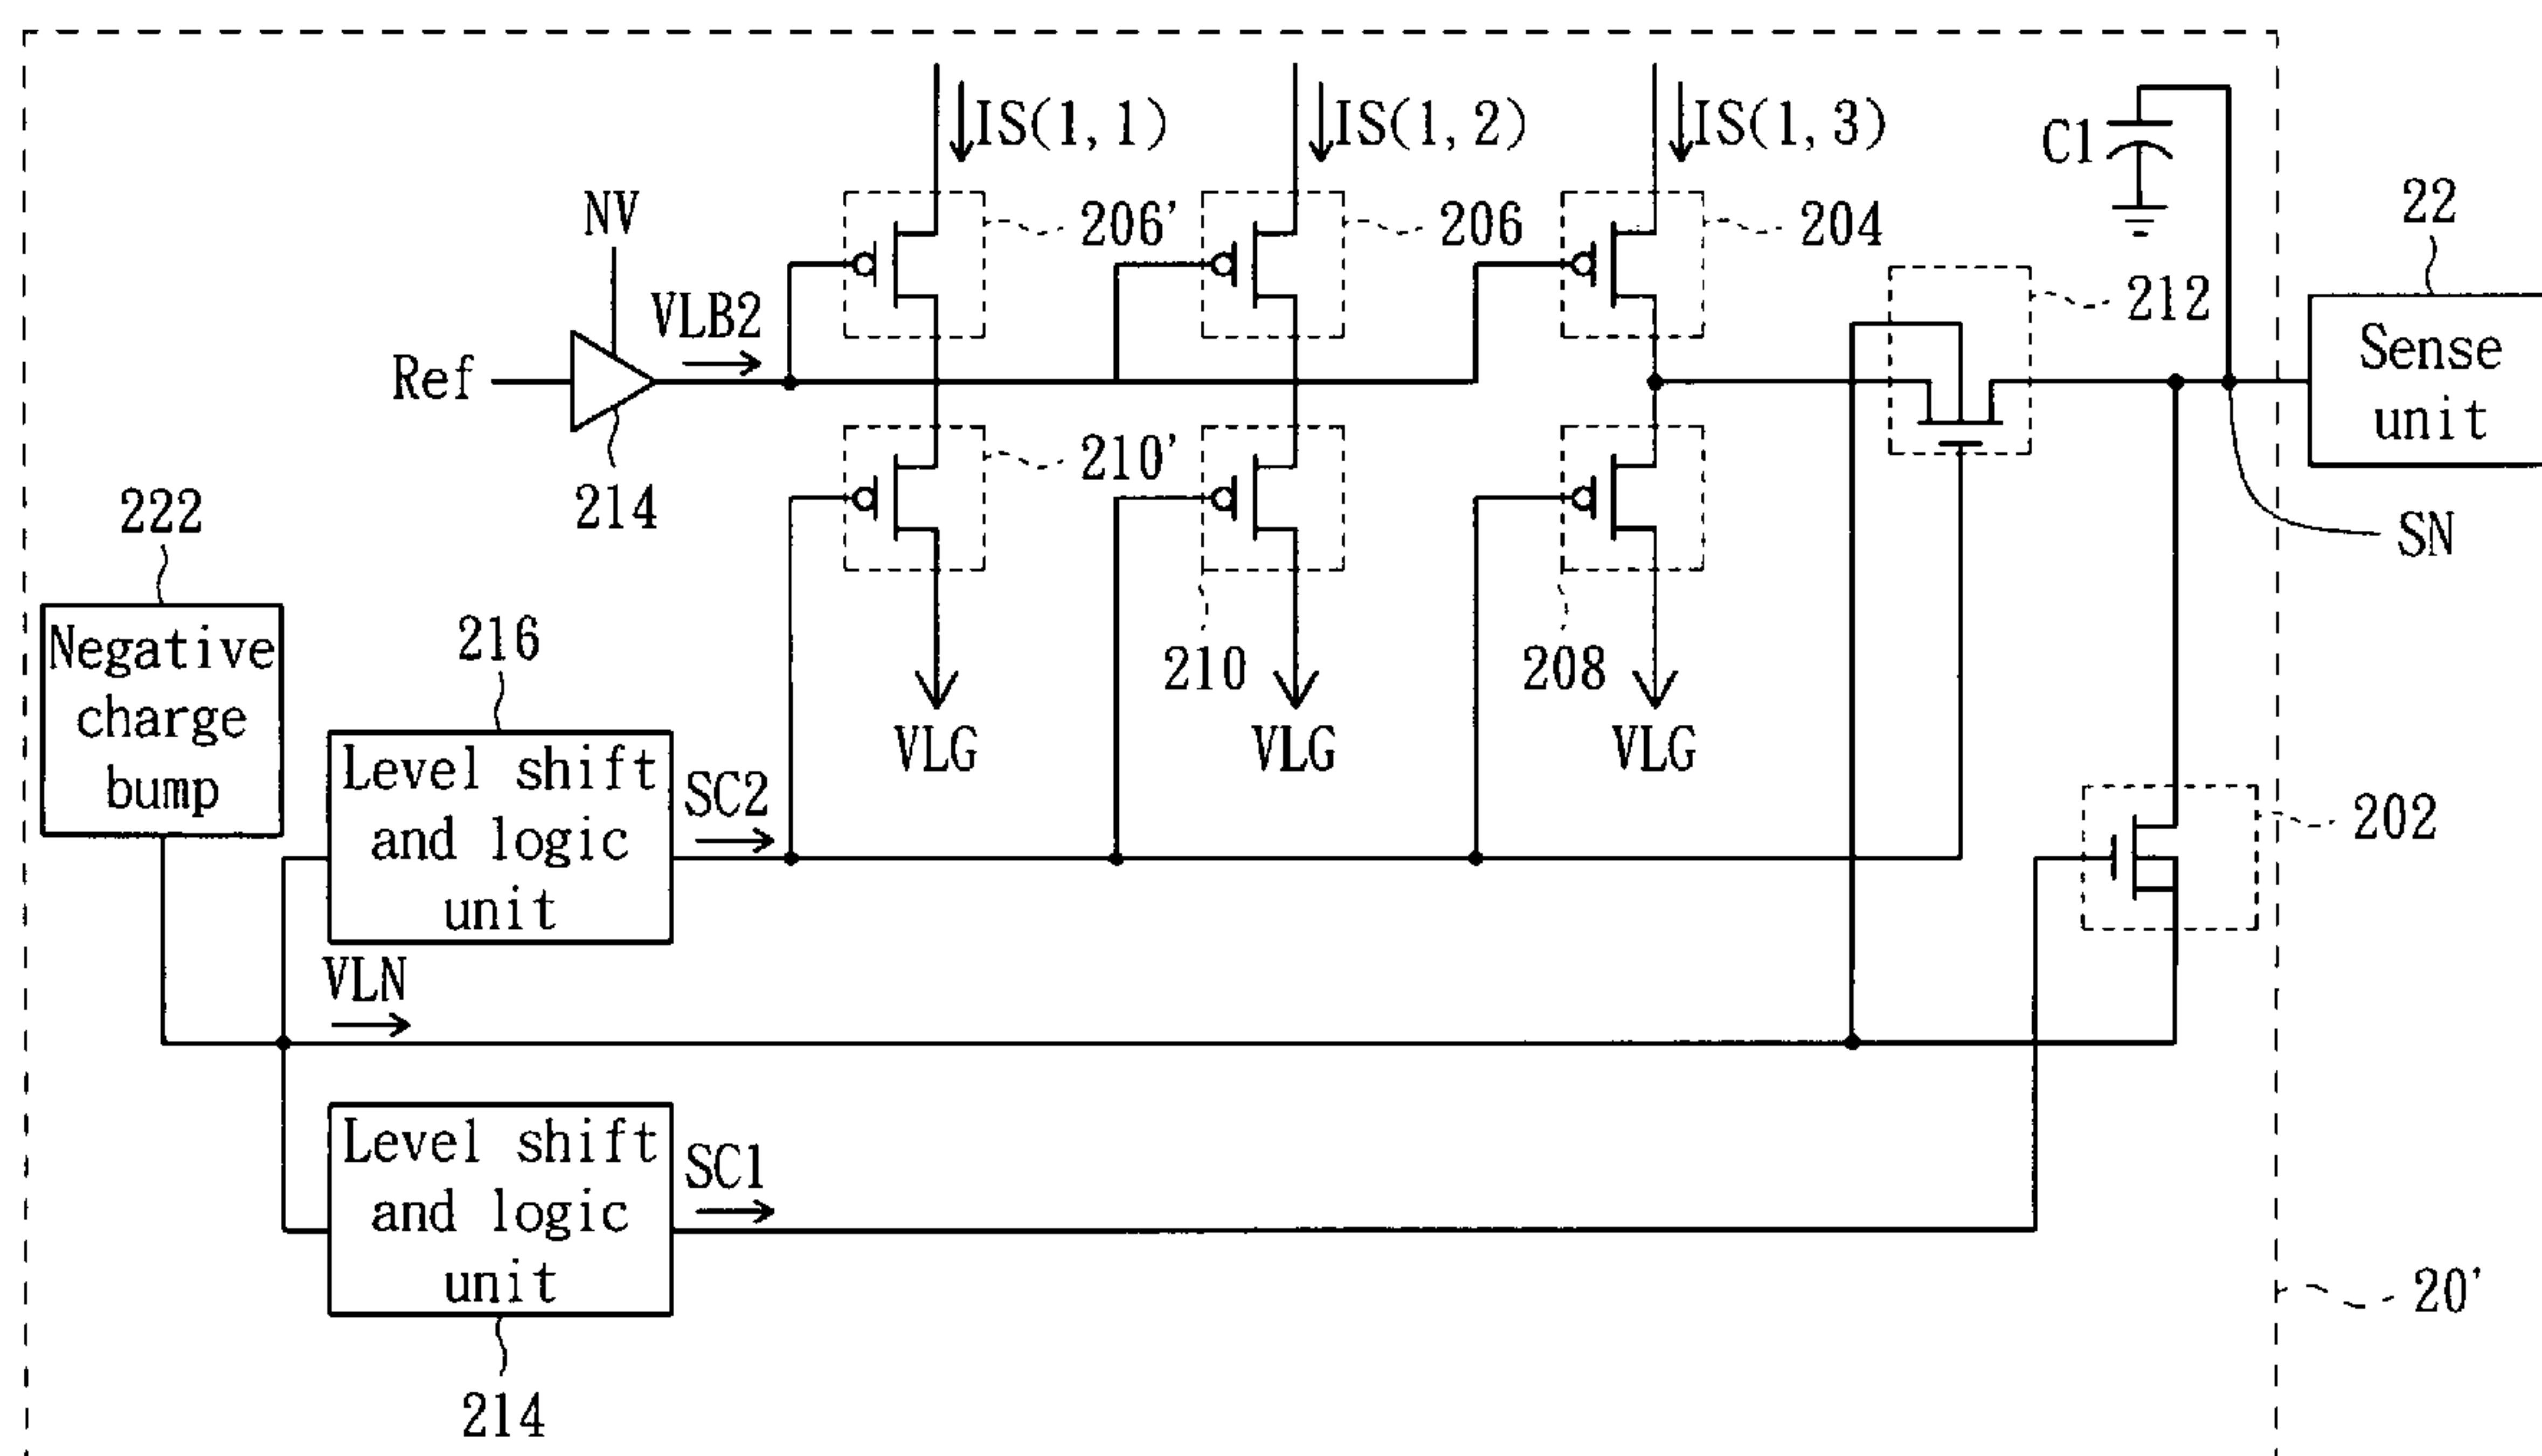 IS(1,1)
IS(1,2)
IS(1,3)
C1
22
NV
206'
206
204
212
VLB2
Ref
Sense
unit
214
210'
SN
222
210
208
Negative
charge
bump
216
VLG
VLG
VLG
Level shift
and logic
unit
SC2
202
VLN
Level shift
and logic
unit
SC1
20'
214